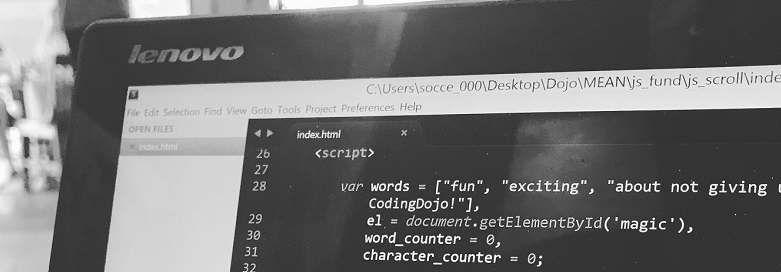 lenovo
C:\Users\socce_000\Desktop\Dojo\MEAN\js_fund\js_scroll\inde
File Edit Selection Find View Goto Tools Project Preferences Help
OPEN FILES
index.html
index.html ×
26 <script>
27
28 var words = ["fun", "exciting", "about not giving
CodingDojo!"],
29 el = document.getElementById('magic'),
30 word_counter = 0,
31 character_counter = 0;
32